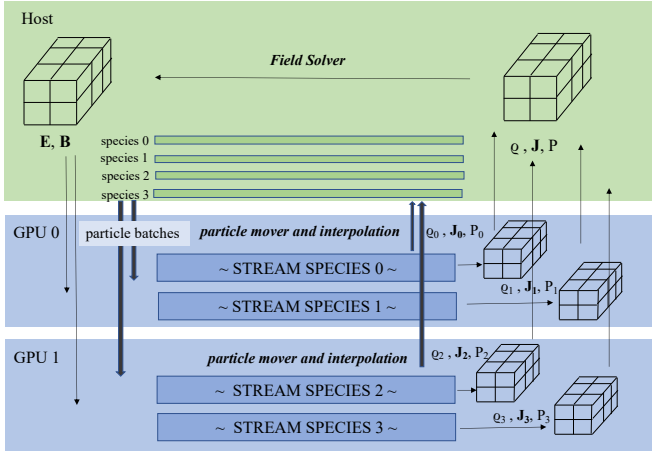 Host
Field Solver
E, B
ϱ , J, P
species 0
species 1
species 2
species 3
GPU 0
particle batches
particle mover and interpolation
ϱ0 , J0, P0
~ STREAM SPECIES 0 ~
ϱ1 , J1, P1
~ STREAM SPECIES 1 ~
GPU 1
particle mover and interpolation
ϱ2 , J2, P2
~ STREAM SPECIES 2 ~
ϱ3 , J3, P3
~ STREAM SPECIES 3 ~